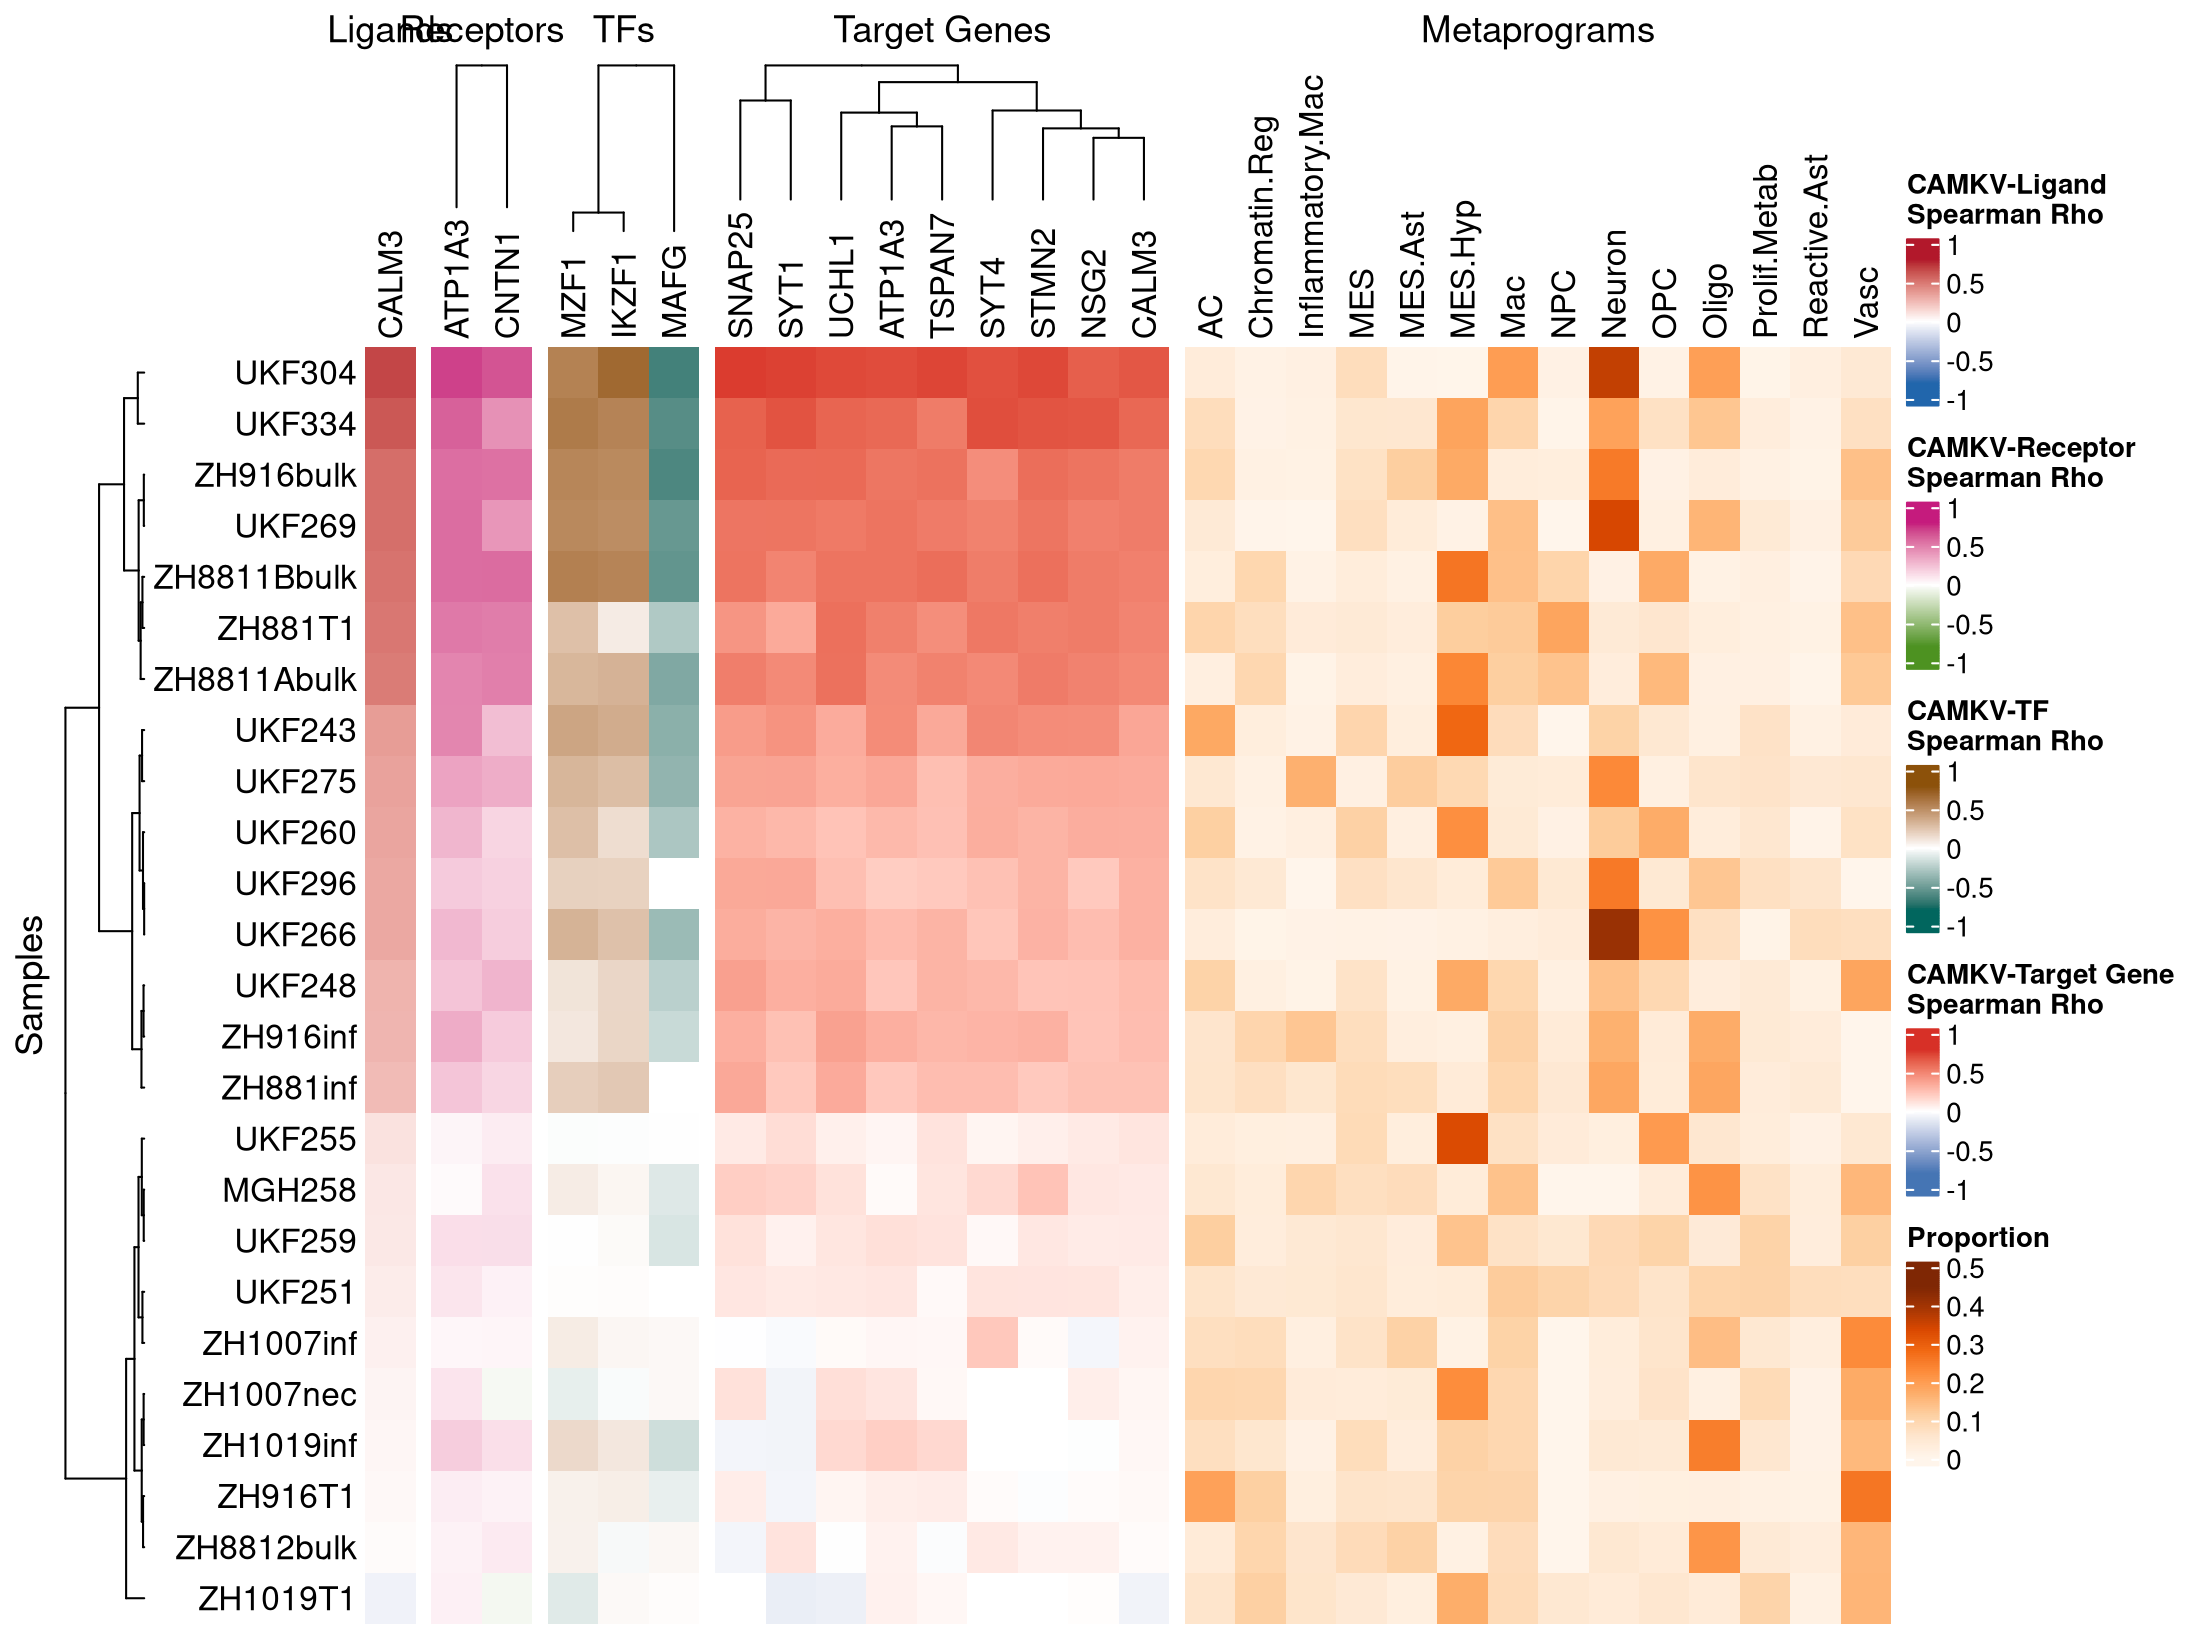 Ligands Receptors TFs Target Genes Metaprograms
CALM3 ATP1A3 CNTN1 MZF1 IKZF1 MAFG SNAP25 SYT1 UCHL1 ATP1A3 TSPAN7 SYT4 STMN2 NSG2 CALM3 AC Chromatin.Reg Inflammatory.Mac MES MES.Ast MES.Hyp Mac NPC Neuron OPC Oligo Prolif.Metab Reactive.Ast Vasc
Samples
UKF304
UKF334
ZH916bulk
UKF269
ZH8811Bbulk
ZH881T1
ZH8811Abulk
UKF243
UKF275
UKF260
UKF296
UKF266
UKF248
ZH916inf
ZH881inf
UKF255
MGH258
UKF259
UKF251
ZH1007inf
ZH1007nec
ZH1019inf
ZH916T1
ZH8812bulk
ZH1019T1
CAMKV-Ligand
Spearman Rho
1
0.5
0
-0.5
-1
CAMKV-Receptor
Spearman Rho
1
0.5
0
-0.5
-1
CAMKV-TF
Spearman Rho
1
0.5
0
-0.5
-1
CAMKV-Target Gene
Spearman Rho
1
0.5
0
-0.5
-1
Proportion
0.5
0.4
0.3
0.2
0.1
0